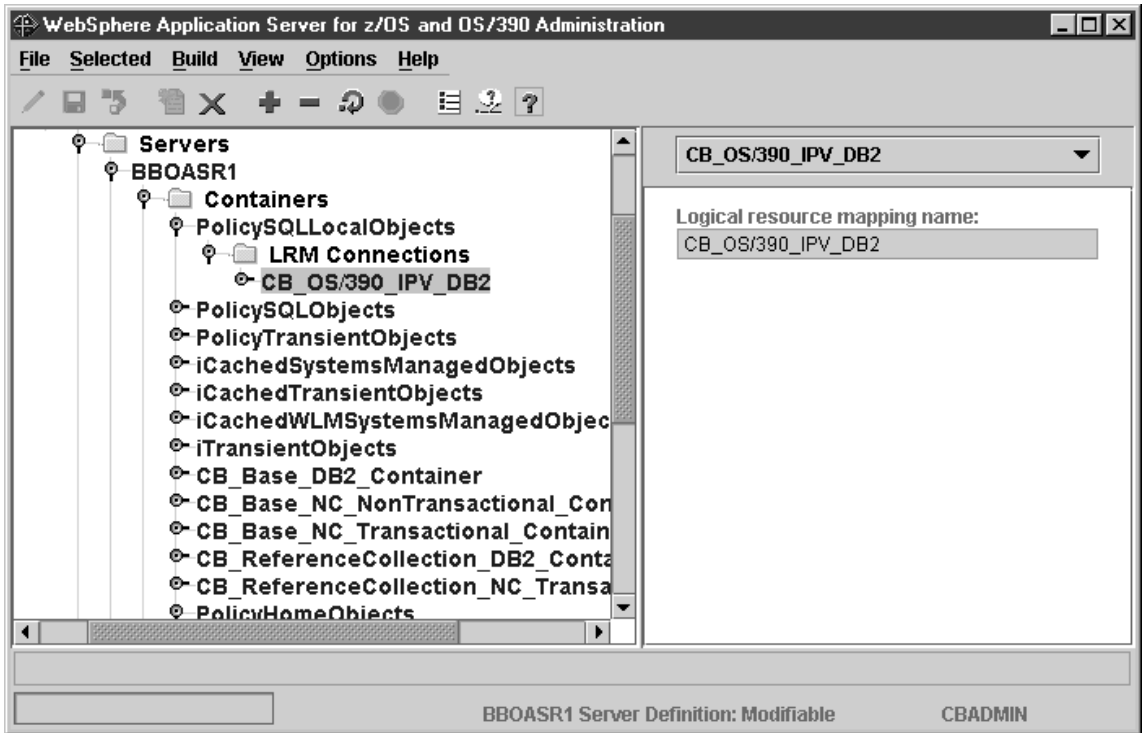 WebSphere Application Server for z/OS and OS/390 Administration
File Selected Build View Options Help
Servers
BBOASR1
Containers
PolicySQLLocalObjects
LRM Connections
CB_OS/390_IPV_DB2
PolicySQLObjects
PolicyTransientObjects
iCachedSystemsManagedObjects
iCachedTransientObjects
iCachedWLMSystemsManagedObjec
iTransientObjects
CB_Base_DB2_Container
CB_Base_NC_NonTransactional_Con
CB_Base_NC_Transactional_Contain
CB_ReferenceCollection_DB2_Conta
CB_ReferenceCollection_NC_Transa
PolicyHomeObjects
CB_OS/390_IPV_DB2
Logical resource mapping name:
CB_OS/390_IPV_DB2
BBOASR1 Server Definition: Modifiable CBADMIN